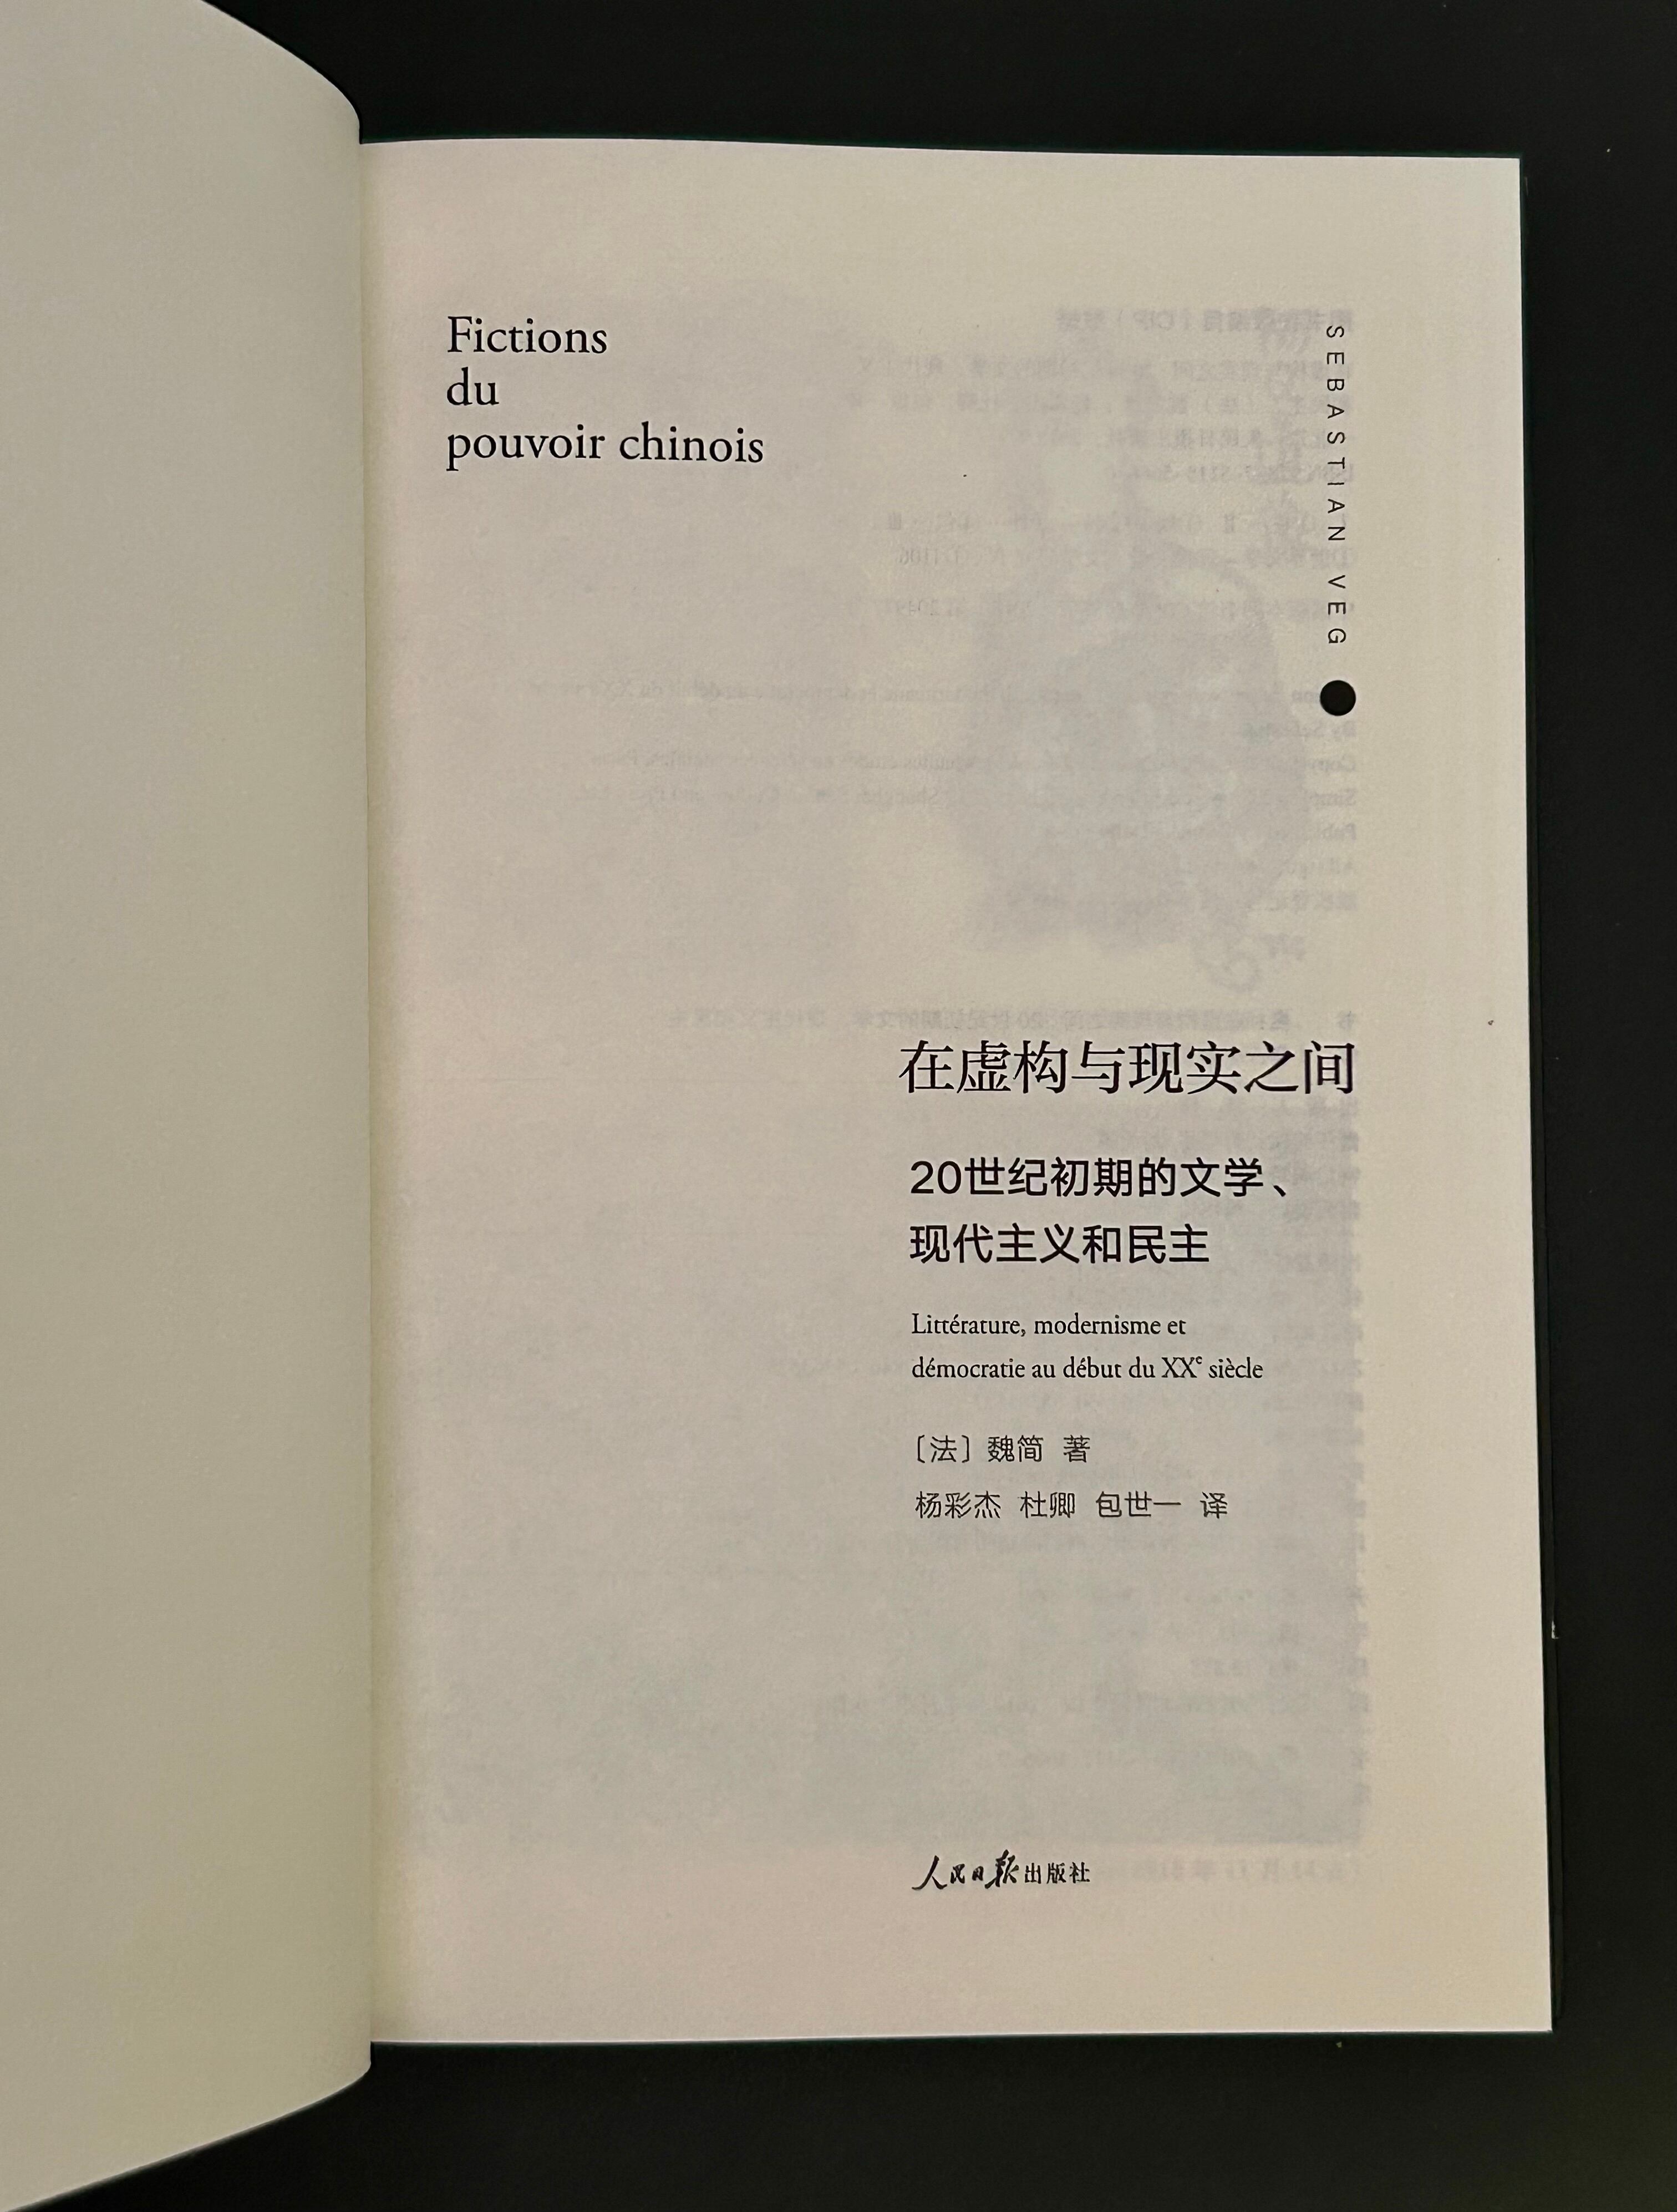 Fictions
du
pouvoir chinois
SEBASTIAN VEG
在虚构与现实之间
20世纪初期的文学、
现代主义和民主
Littérature, modernisme et
démocratie au début du XXe siècle
〔法〕魏简 著
杨彩杰 杜卿 包世一 译
人民日报出版社